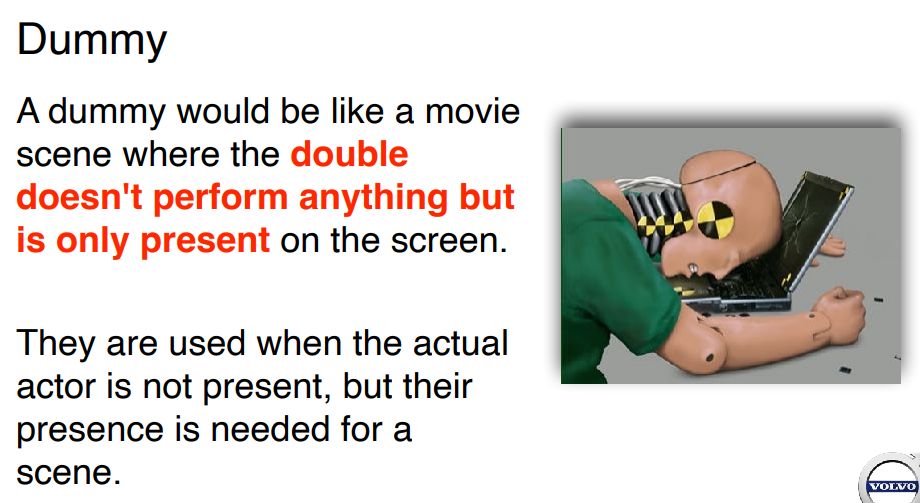 Dummy
A dummy would be like a movie
scene where the double
doesn't perform anything but
is only present on the screen.
They are used when the actual
actor is not present, but their
presence is needed for a
scene.
VOLVO